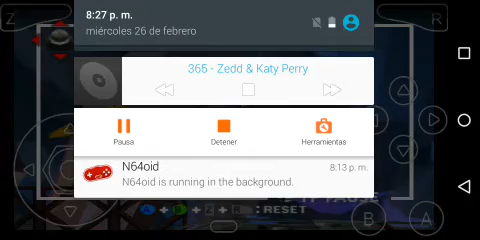 8:27 p. m.
miércoles 26 de febrero
Z
R
365 - Zedd & Katy Perry
Pausa
Detener
Herramientas
N64oid
8:13 p. m.
N64oid is running in the background.
A + B + Z + R :RESET
B
A